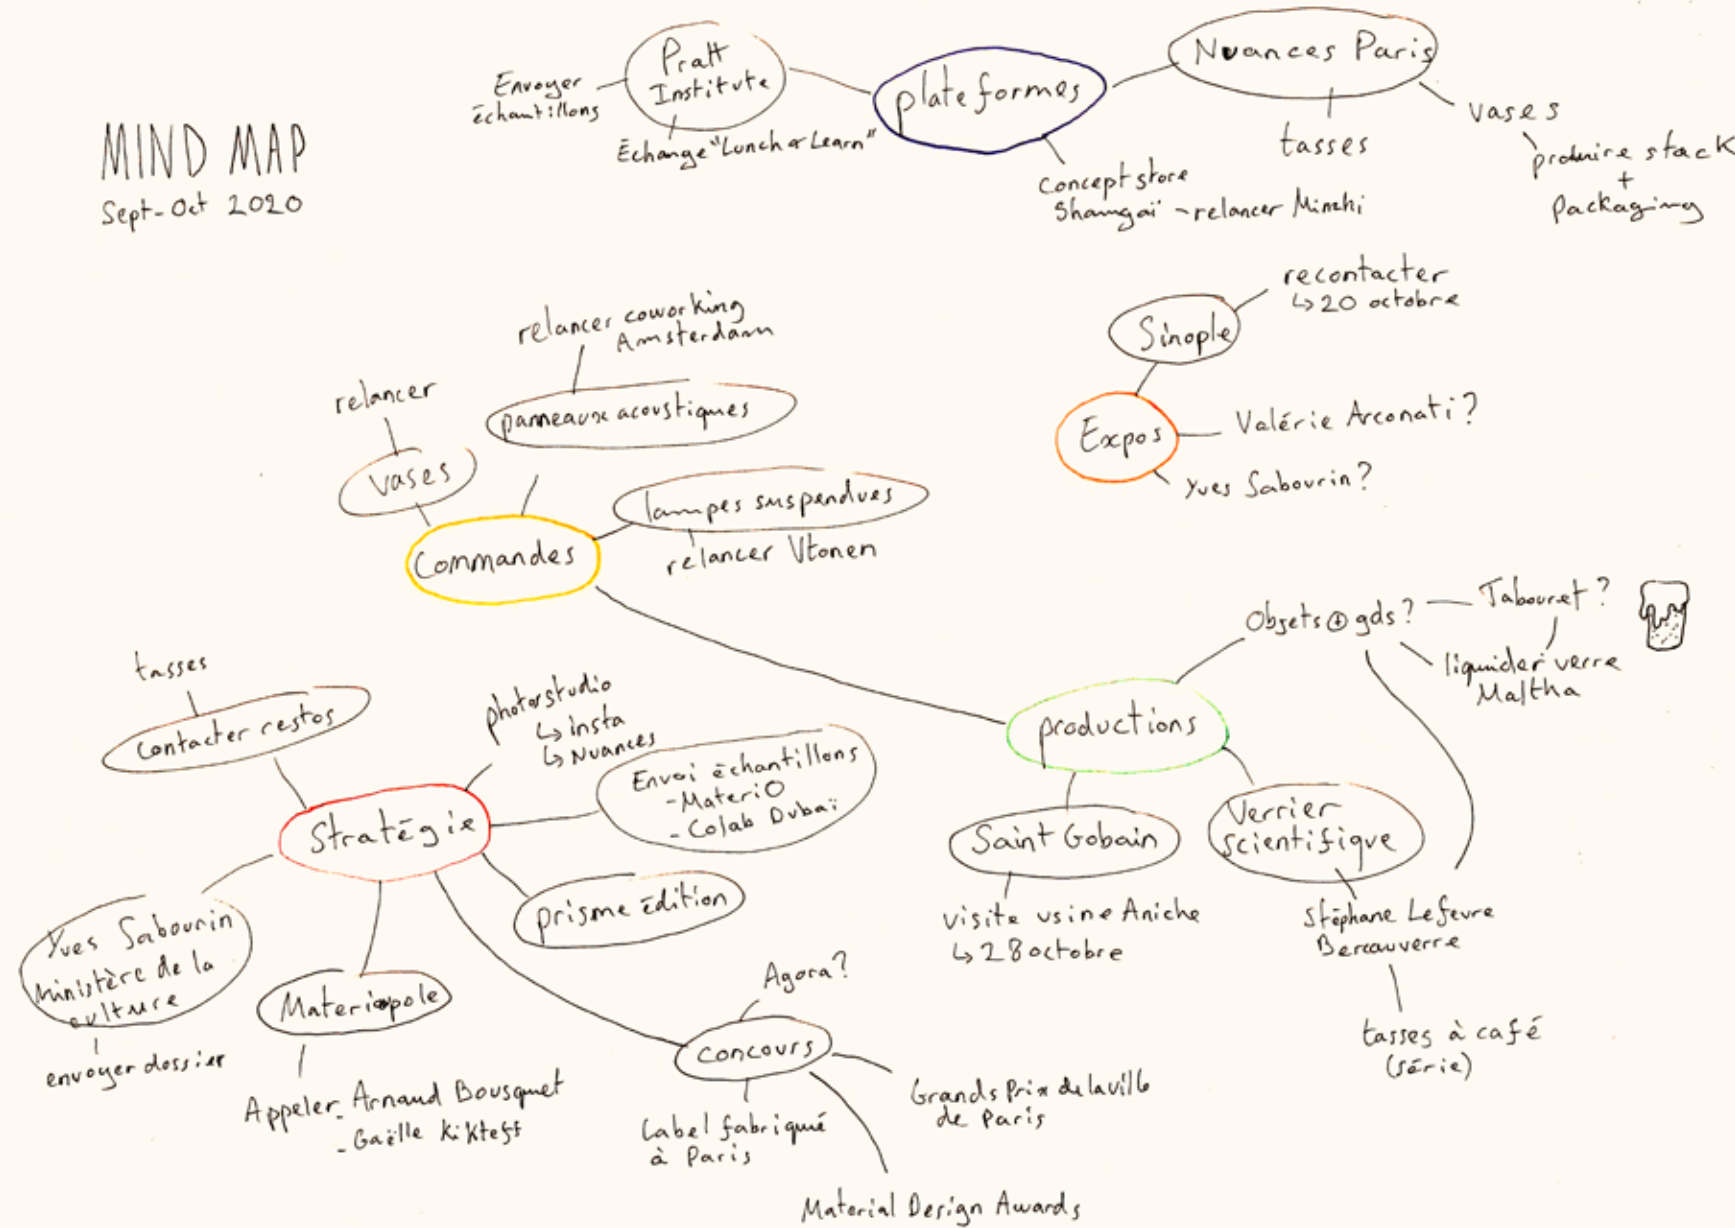 MIND MAP
Sept-Oct 2020
Pratt
Institute
Envoyer
échantillons
Échange "Lunch & Learn"
plateformes
Nuances Paris
tasses
vases
produire stack
+
Packaging
concept store
Shangaï - relancer Minzhi
recontacter
↳ 20 octobre
Sinople
Expos
Valérie Arconati ?
Yves Sabourin ?
relancer coworking
Amsterdam
panneaux acoustiques
relancer
vases
lampes suspendues
relancer Vtonen
Commandes
Objets ⊕ gds ?
Tabouret ?
liquider verre
Maltha
productions
Saint Gobain
visite usine Aniche
↳ 28 octobre
Verrier
scientifique
Stéphane Lefevre
Bercauverre
tasses à café
(série)
tasses
contacter restos
photos studio
↳ insta
↳ Nuances
Envoi échantillons
- MateriO
- Colab Dubaï
Stratégie
prisme édition
Yves Sabourin
ministère de la
culture
envoyer dossier
Materiopole
Appeler - Arnaud Bousquet
- Gaëlle
Agora ?
concours
Grands Prix de la ville
de Paris
Label fabriqué
à Paris
Material Design Awards